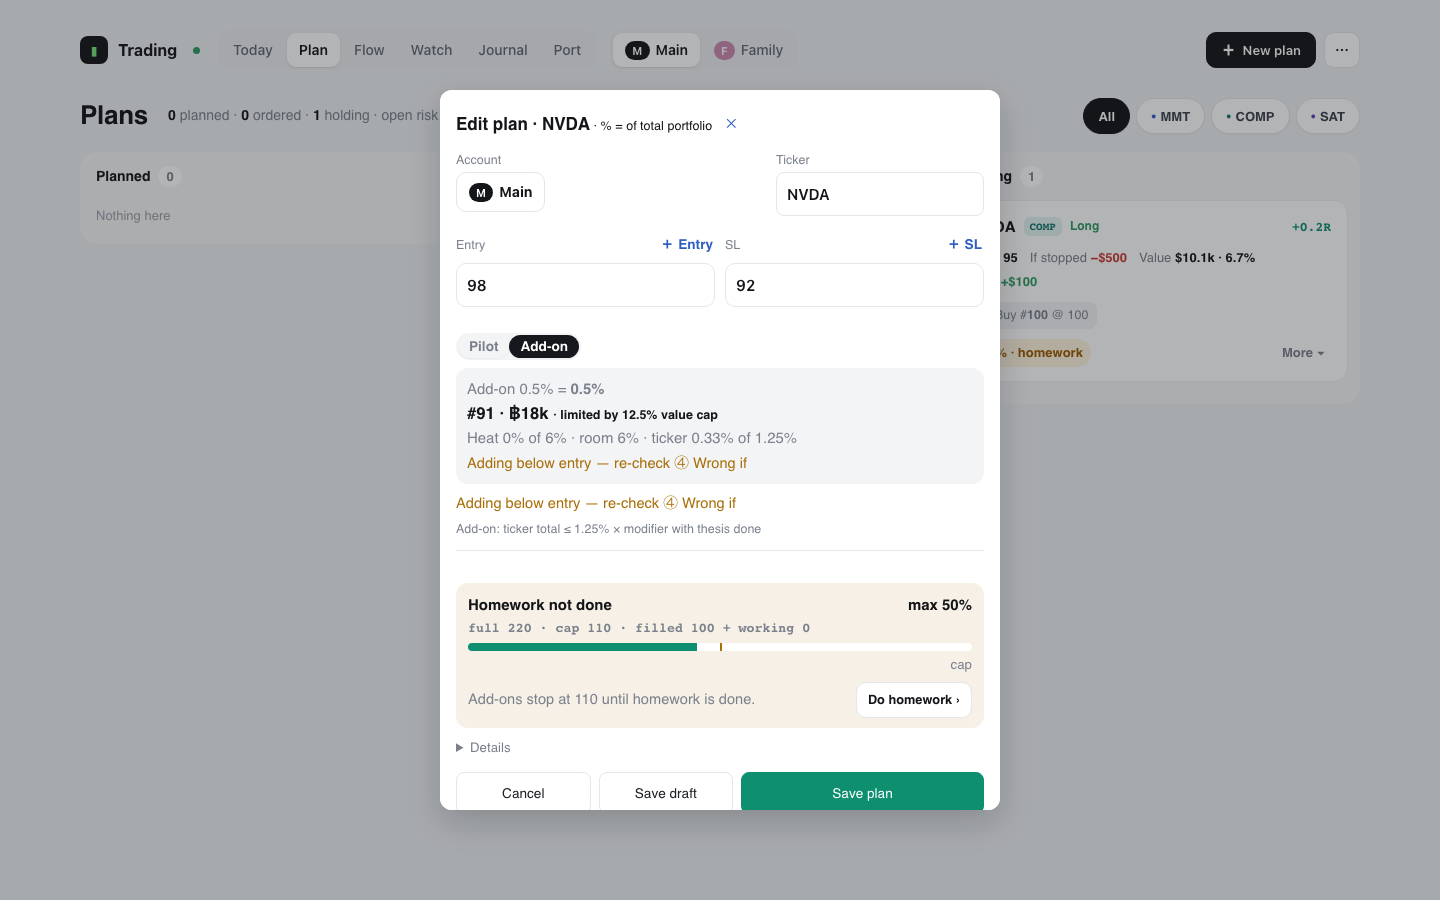 Trading Today Plan Flow Watch Journal Port M Main F Family + New plan ···
Plans 0 planned · 0 ordered · 1 holding · open risk All • MMT • COMP • SAT
Planned 0
Nothing here
Edit plan · NVDA · % = of total portfolio ×
Account Ticker
M Main NVDA
Entry + Entry SL + SL
98 92
Pilot Add-on
Add-on 0.5% = 0.5%
#91 · ฿18k · limited by 12.5% value cap
Heat 0% of 6% · room 6% · ticker 0.33% of 1.25%
Adding below entry — re-check ④ Wrong if
Adding below entry — re-check ④ Wrong if
Add-on: ticker total ≤ 1.25% × modifier with thesis done
Homework not done max 50%
full 220 · cap 110 · filled 100 + working 0
cap
Add-ons stop at 110 until homework is done. Do homework ›
▶ Details
Cancel Save draft Save plan
ng 1
DA COMP Long +0.2R
95 If stopped −$500 Value $10.1k · 6.7%
+$100
Buy #100 @ 100
% · homework More